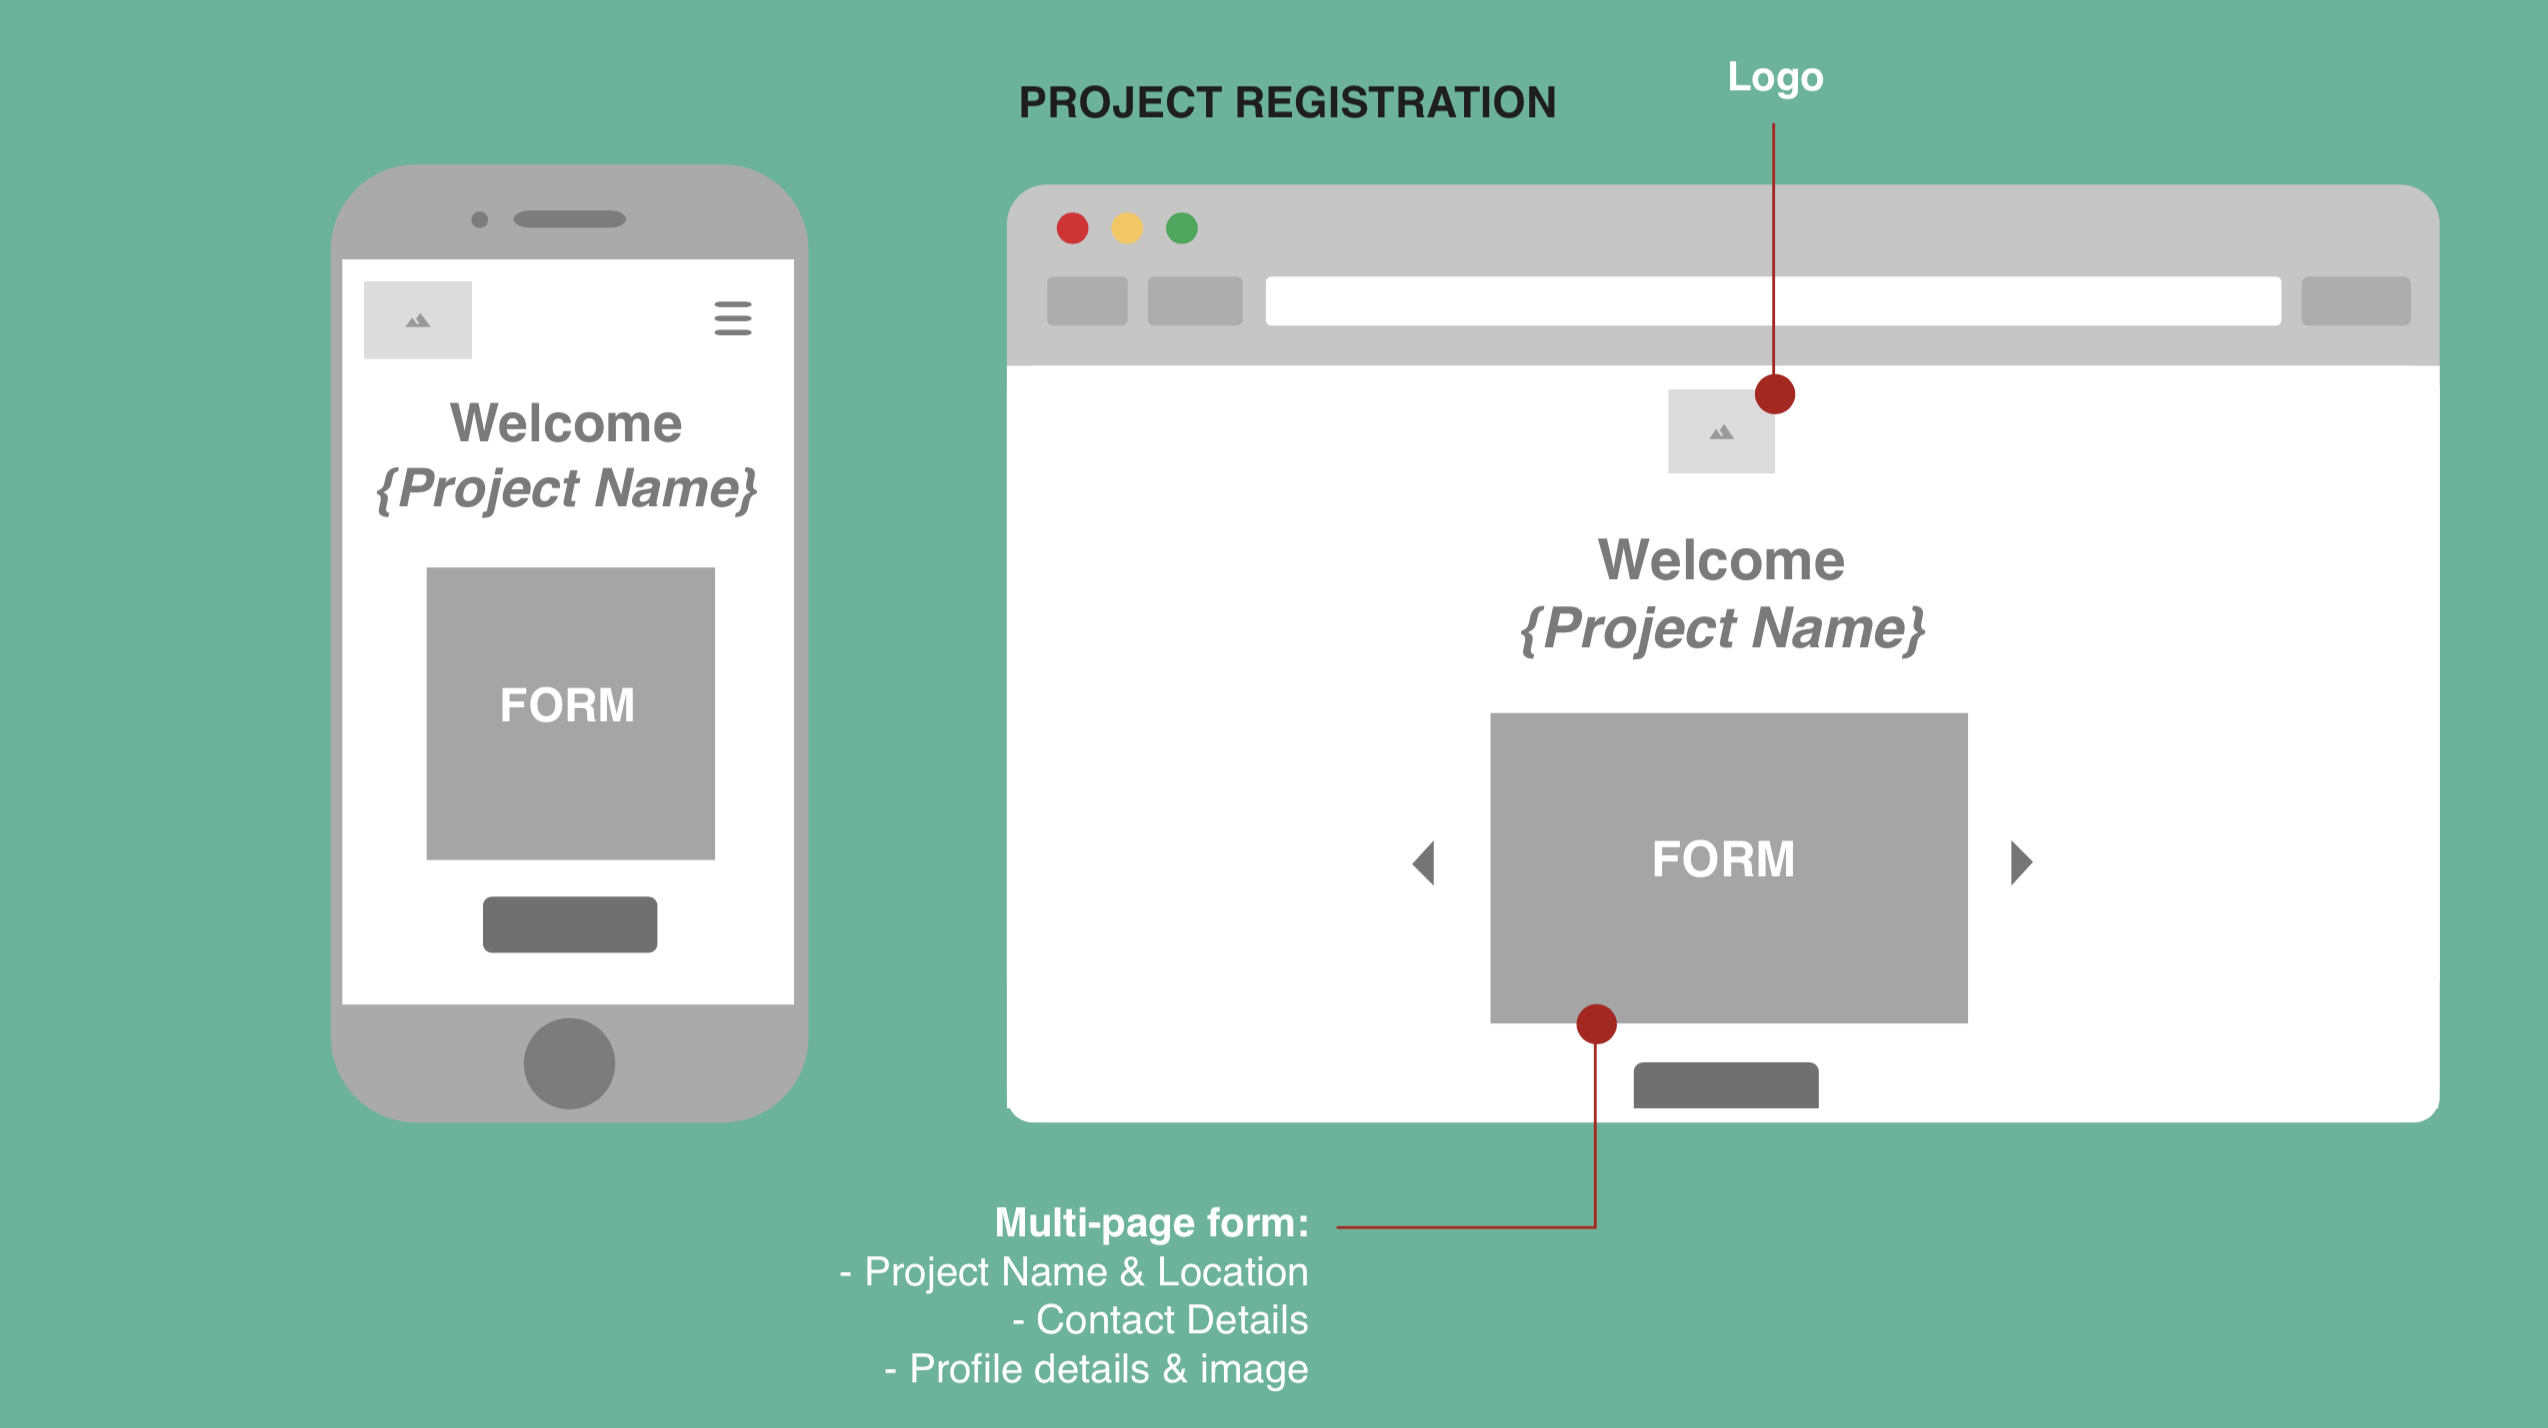 PROJECT REGISTRATION
Logo
Welcome
{Project Name}
FORM
Welcome
{Project Name}
FORM
Multi-page form:
- Project Name & Location
- Contact Details
- Profile details & image